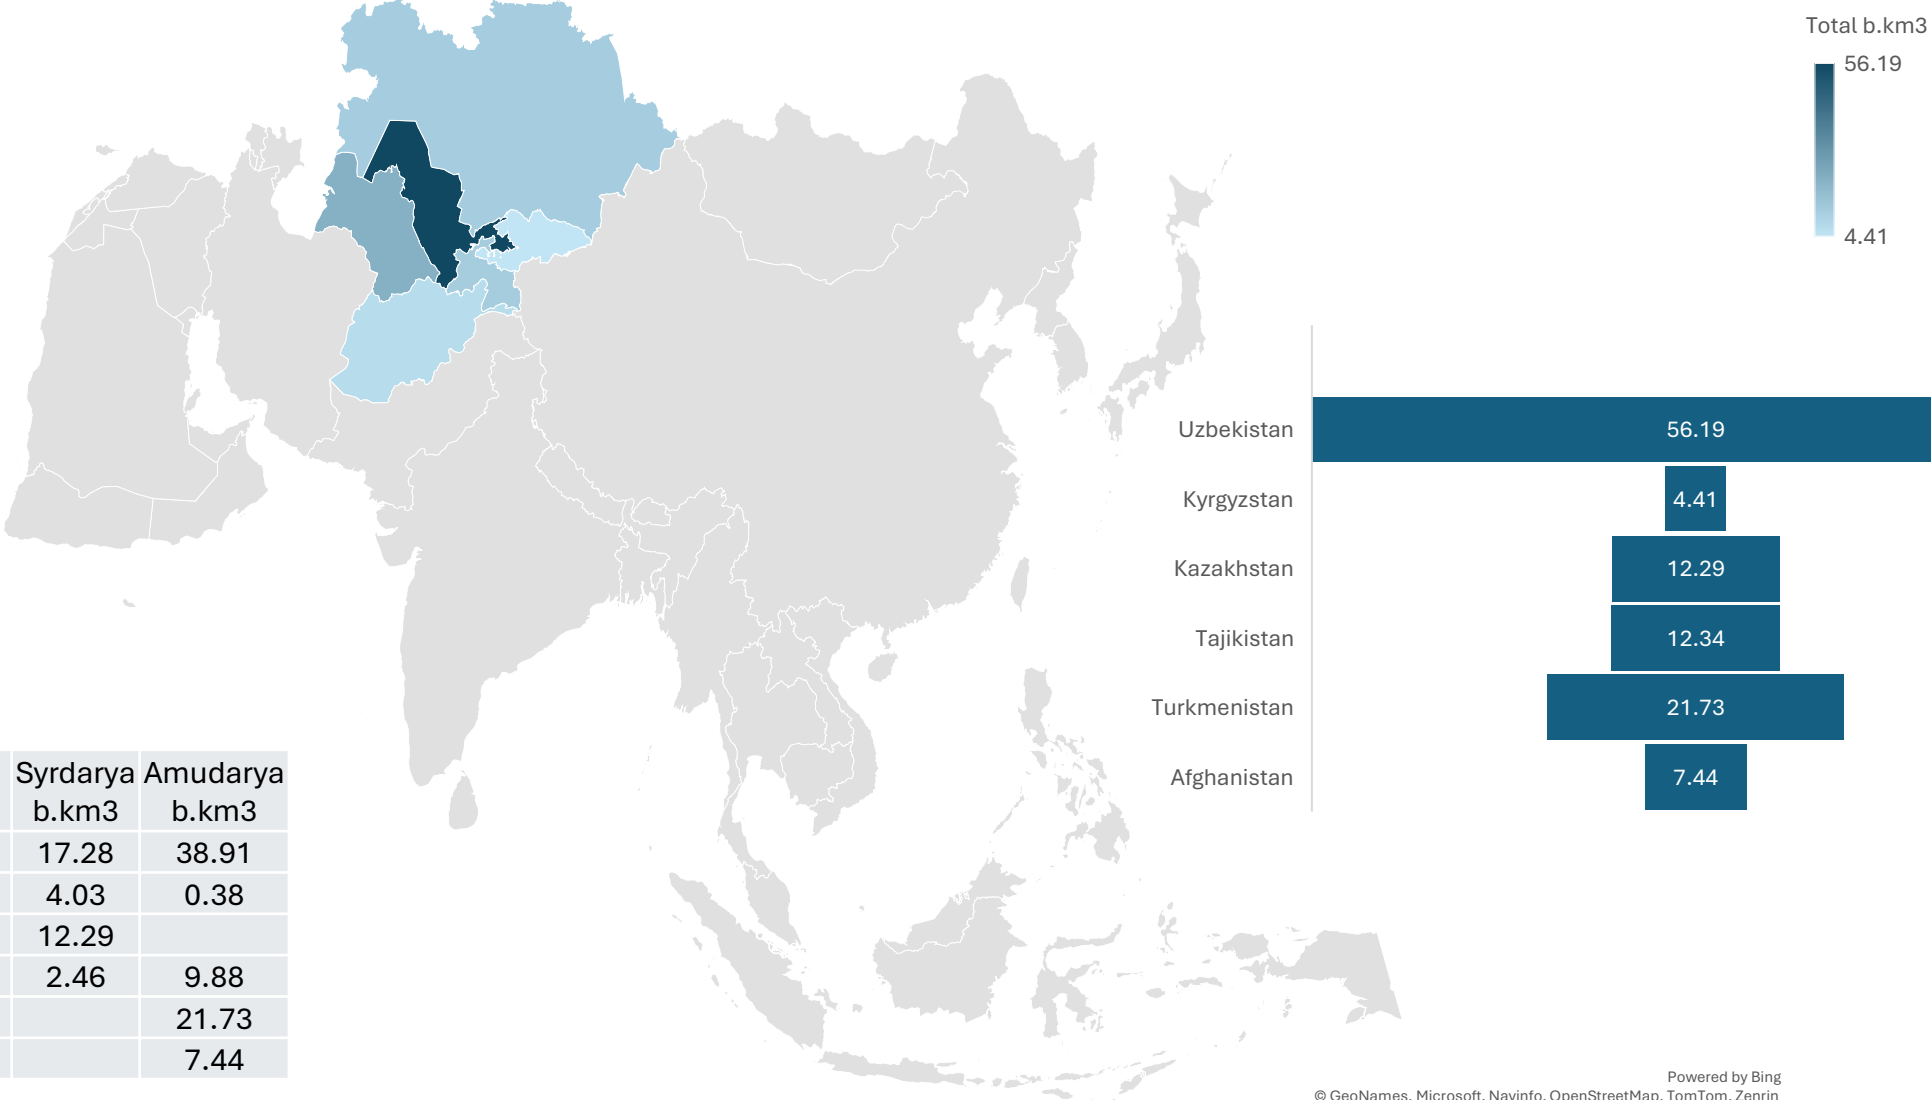 Total b.km3
56.19
4.41
Uzbekistan 56.19
Kyrgyzstan 4.41
Kazakhstan 12.29
Tajikistan 12.34
Turkmenistan 21.73
Afghanistan 7.44
Syrdarya Amudarya
b.km3 b.km3
17.28 38.91
4.03 0.38
12.29
2.46 9.88
21.73
7.44
Powered by Bing
© GeoNames, Microsoft, Navinfo, OpenStreetMap, TomTom, Zenrin